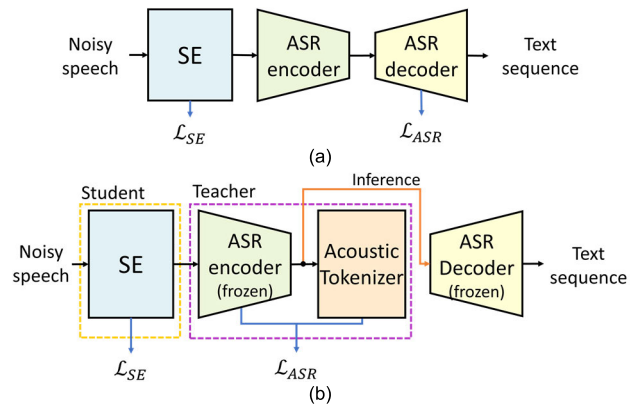 Noisy
speech
SE
ASR
encoder
ASR
decoder
Text
sequence
ℒSE
ℒASR
(a)
Student
Teacher
Inference
Noisy
speech
SE
ASR
encoder
(frozen)
Acoustic
Tokenizer
ASR
Decoder
(frozen)
Text
sequence
ℒSE
ℒASR
(b)